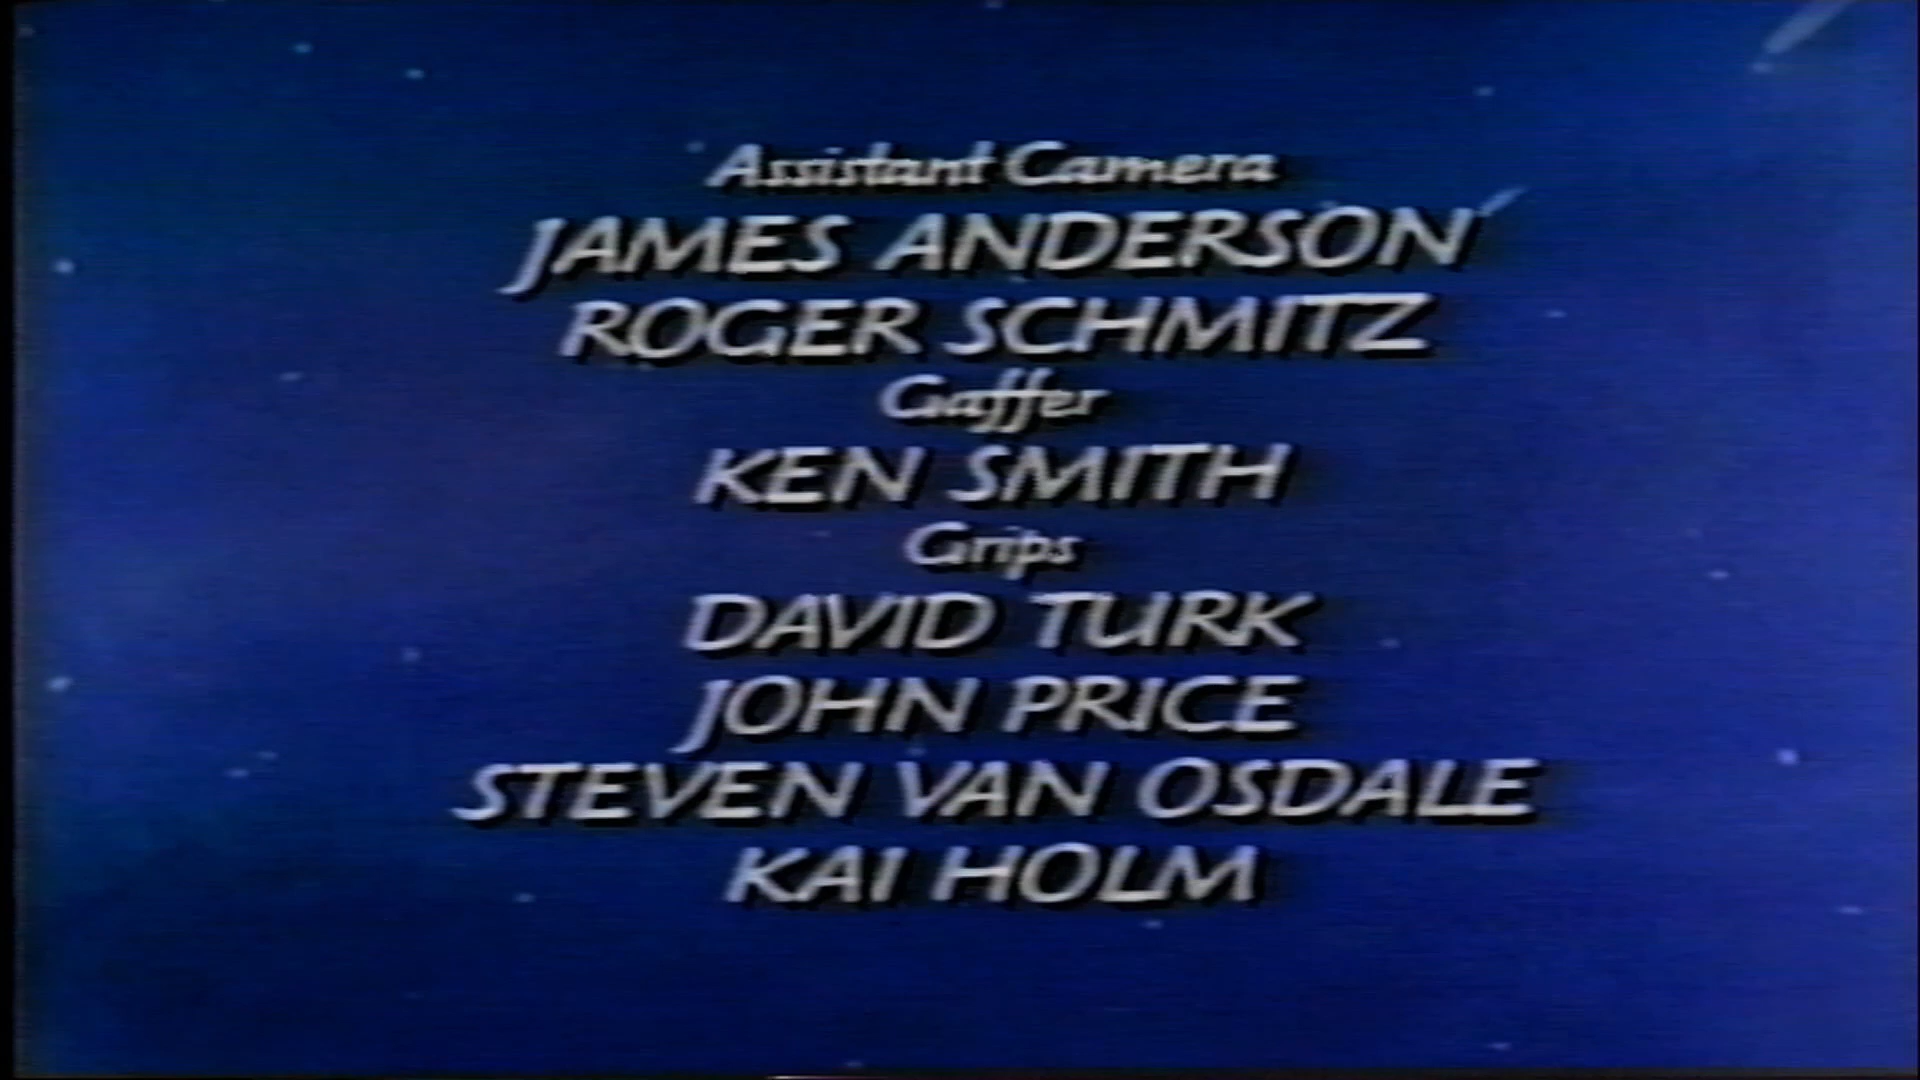 Assistant Camera
JAMES ANDERSON
ROGER SCHMITZ
Gaffer
KEN SMITH
Grips
DAVID TURK
JOHN PRICE
STEVEN VAN OSDALE
KAI HOLM